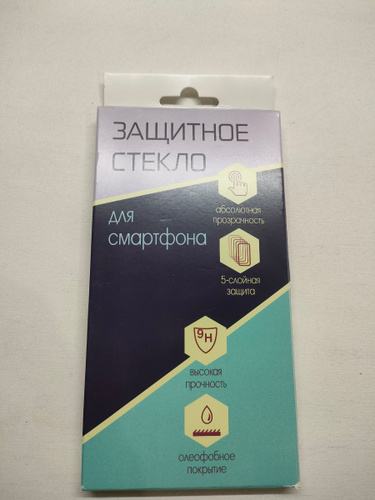 ЗАЩИТНОЕ
СТЕКЛО
для
смартфона
абсолютная
прозрачность
5-слойная
защита
9H
высокая
прочность
олеофобное
покрытие